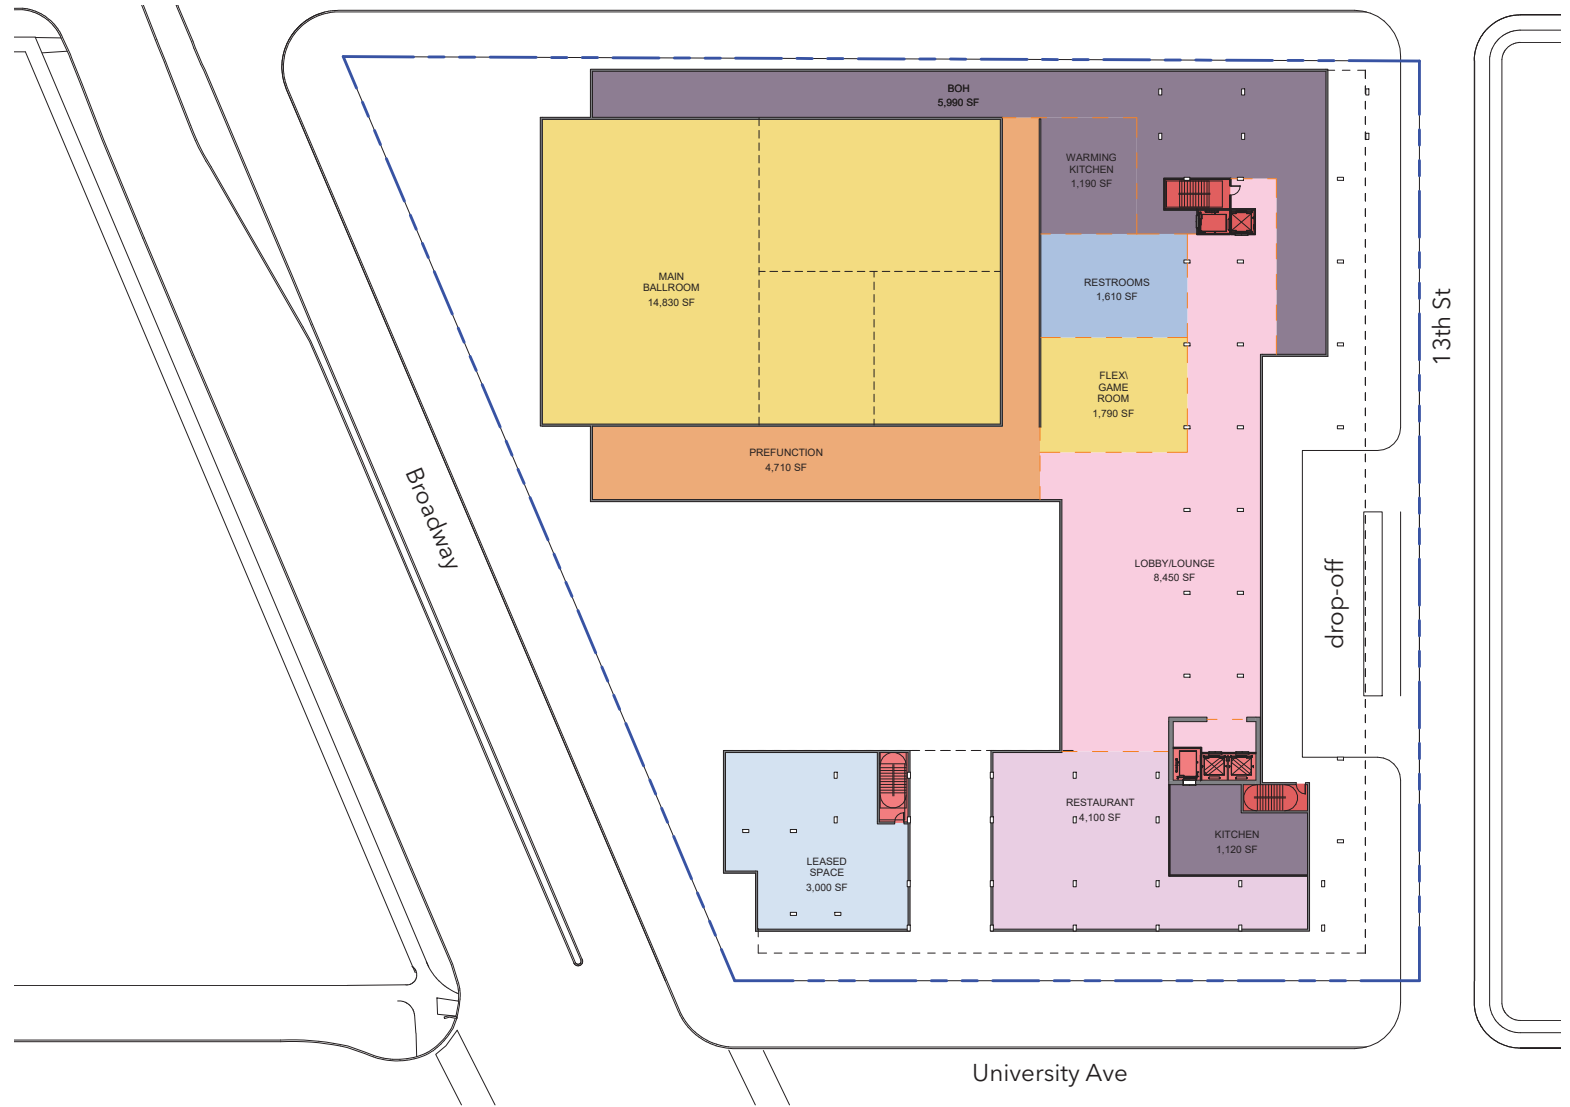 BOH
5,990 SF
WARMING
KITCHEN
1,190 SF
MAIN
BALLROOM
14,830 SF
RESTROOMS
1,610 SF
13th St
FLEX\
GAME
ROOM
1,790 SF
PREFUNCTION
4,710 SF
Broadway
LOBBY/LOUNGE
8,450 SF
drop-off
RESTAURANT
4,100 SF
KITCHEN
1,120 SF
LEASED
SPACE
3,000 SF
University Ave